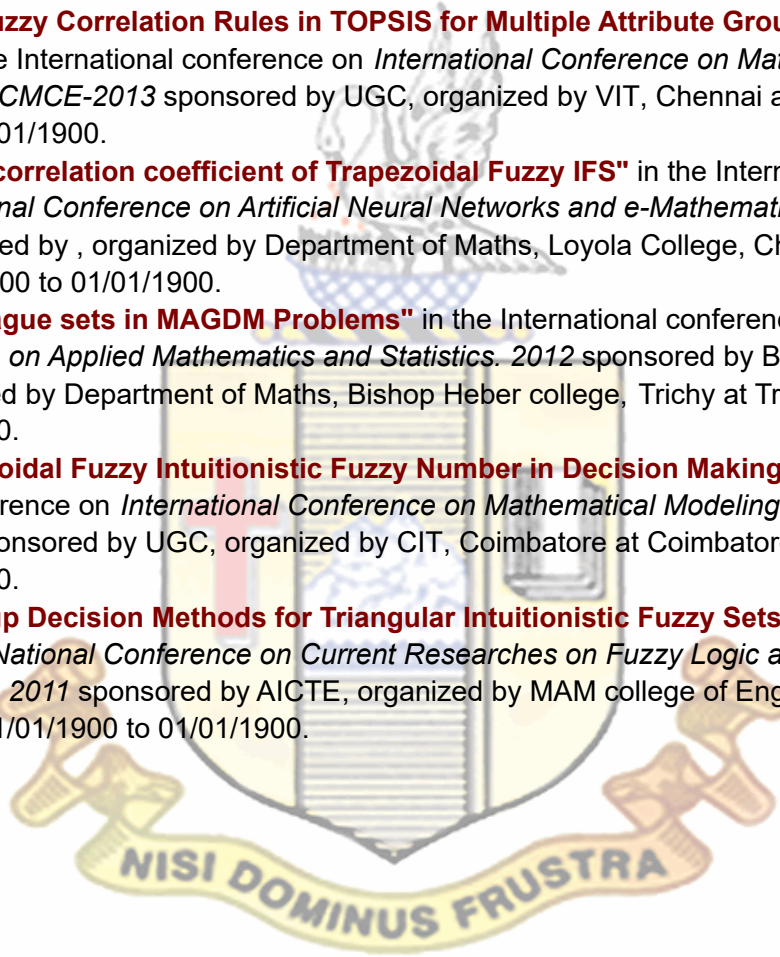 uzzy Correlation Rules in TOPSIS for Multiple Attribute Grou
e International conference on International Conference on Mat
CMCE-2013 sponsored by UGC, organized by VIT, Chennai a
01/1900.
correlation coefficient of Trapezoidal Fuzzy IFS" in the Intern
nal Conference on Artificial Neural Networks and e-Mathemati
ed by , organized by Department of Maths, Loyola College, Ch
00 to 01/01/1900.
ague sets in MAGDM Problems" in the International conferenc
on Applied Mathematics and Statistics. 2012 sponsored by B
ed by Department of Maths, Bishop Heber college, Trichy at Tr
0.
oidal Fuzzy Intuitionistic Fuzzy Number in Decision Making
erence on International Conference on Mathematical Modeling
onsored by UGC, organized by CIT, Coimbatore at Coimbatore
0.
up Decision Methods for Triangular Intuitionistic Fuzzy Sets
National Conference on Current Researches on Fuzzy Logic a
2011 sponsored by AICTE, organized by MAM college of Eng
1/01/1900 to 01/01/1900.
NISI DOMINUS FRUSTRA